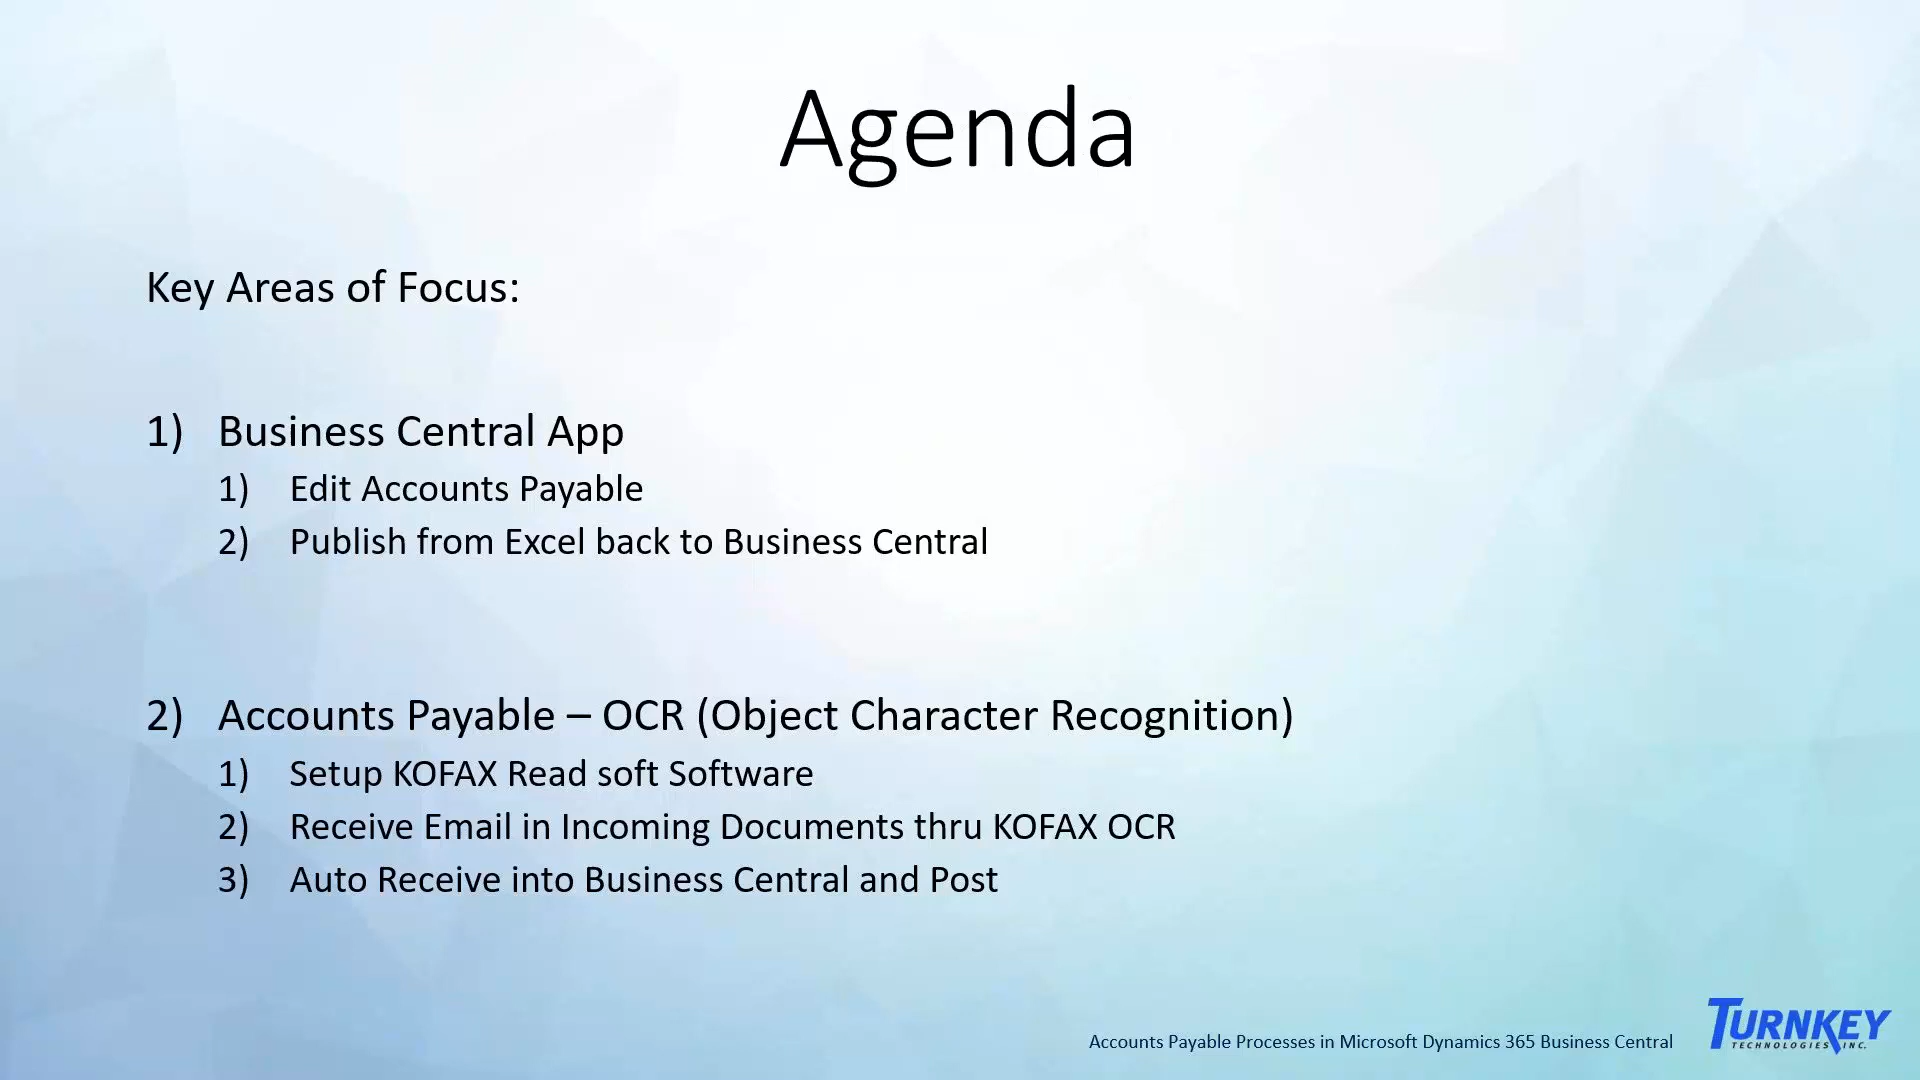 Agenda
Key Areas of Focus:
1) Business Central App
1) Edit Accounts Payable
2) Publish from Excel back to Business Central
2) Accounts Payable – OCR (Object Character Recognition)
1) Setup KOFAX Read soft Software
2) Receive Email in Incoming Documents thru KOFAX OCR
3) Auto Receive into Business Central and Post
Accounts Payable Processes in Microsoft Dynamics 365 Business Central
TURNKEY
TECHNOLOGIES INC.